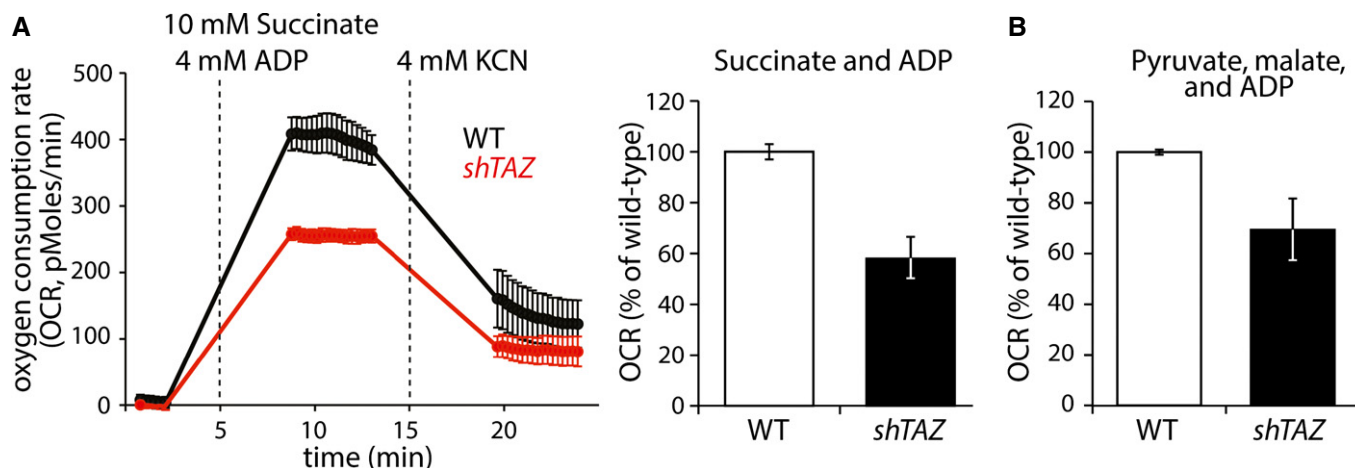 A
10 mM Succinate
4 mM ADP
4 mM KCN
oxygen consumption rate
(OCR, pMoles/min)
500
400
300
200
100
0
WT
shTAZ
5
10
15
20
time (min)
Succinate and ADP
OCR (% of wild-type)
120
100
80
60
40
20
0
WT
shTAZ
B
Pyruvate, malate,
and ADP
OCR (% of wild-type)
120
100
80
60
40
20
0
WT
shTAZ